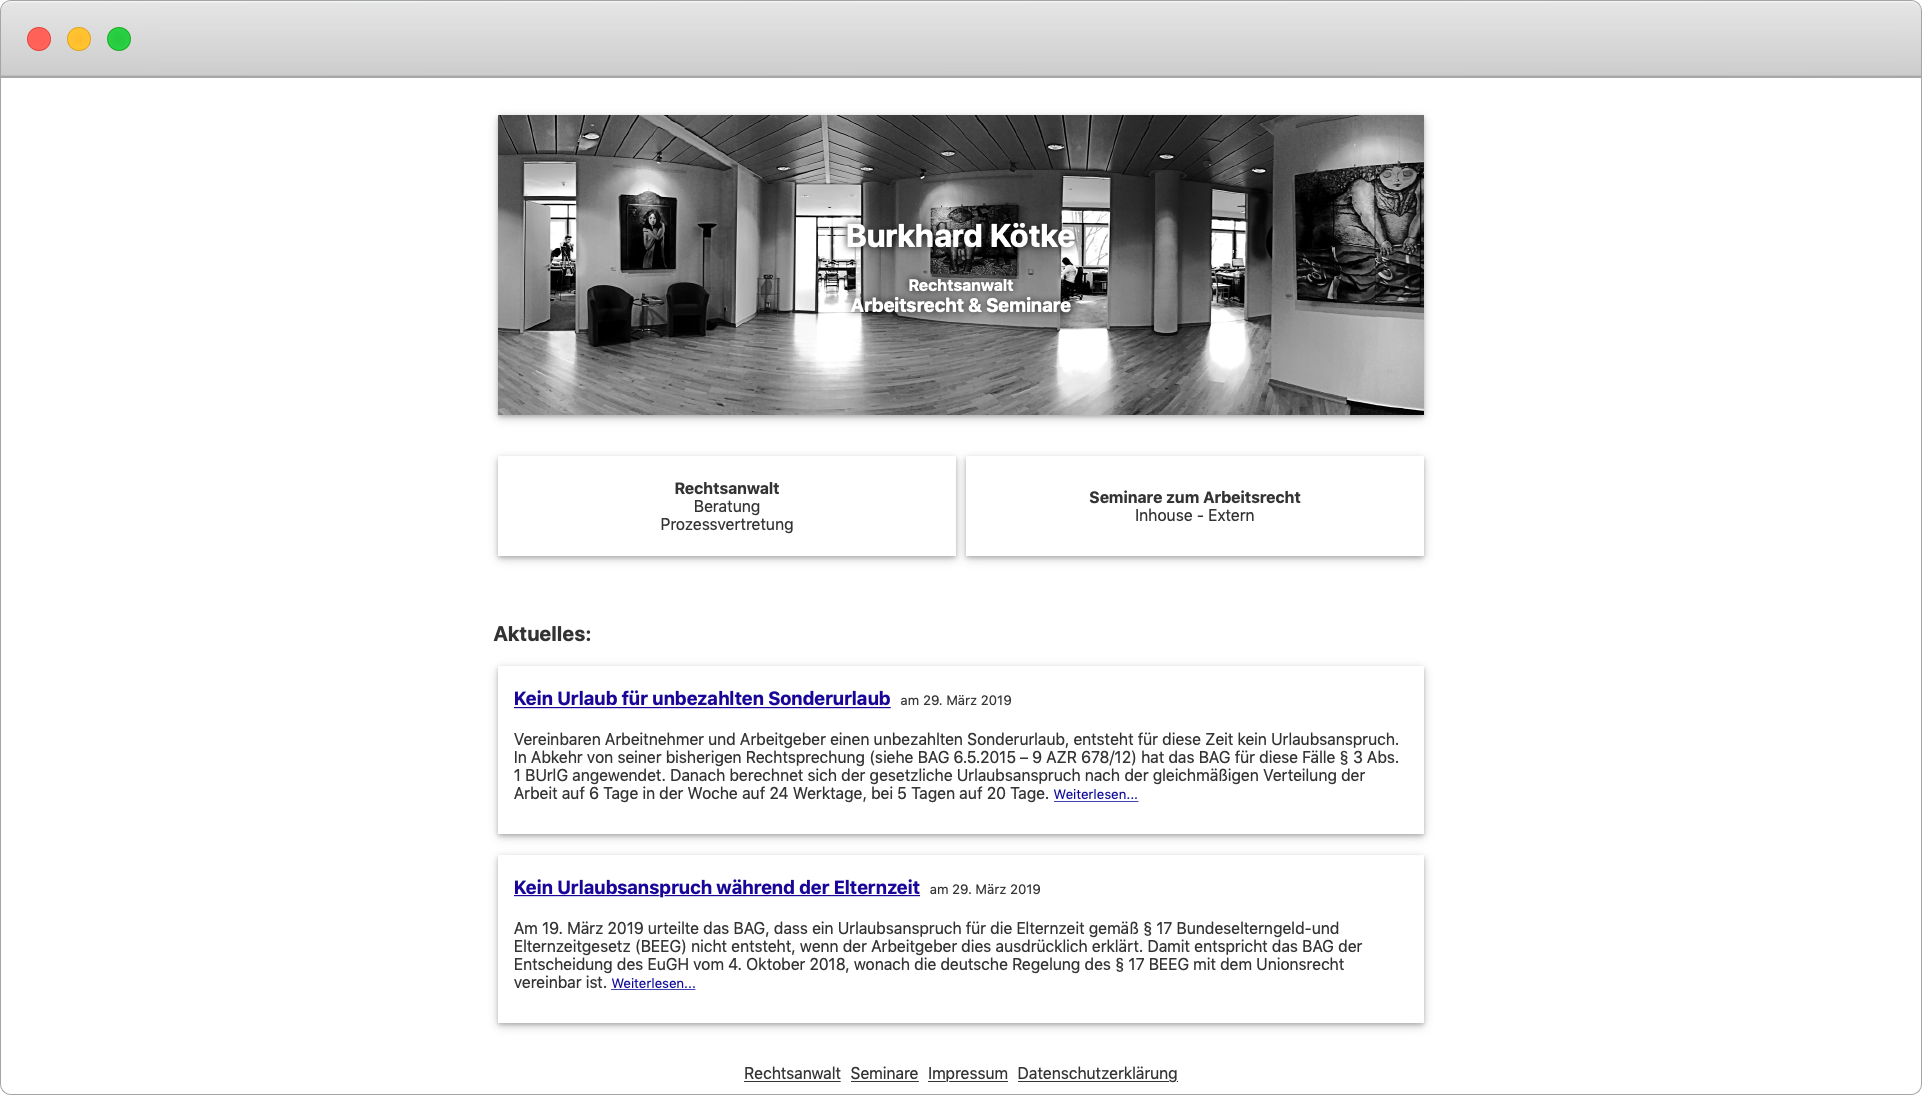 Burkhard Kötke
Rechtsanwalt
Arbeitsrecht & Seminare
Rechtsanwalt
Beratung
Prozessvertretung
Seminare zum Arbeitsrecht
Inhouse - Extern
Aktuelles:
Kein Urlaub für unbezahlten Sonderurlaub am 29. März 2019
Vereinbaren Arbeitnehmer und Arbeitgeber einen unbezahlten Sonderurlaub, entsteht für diese Zeit kein Urlaubsanspruch.
In Abkehr von seiner bisherigen Rechtsprechung (siehe BAG 6.5.2015 – 9 AZR 678/12) hat das BAG für diese Fälle § 3 Abs.
1 BUrlG angewendet. Danach berechnet sich der gesetzliche Urlaubsanspruch nach der gleichmäßigen Verteilung der
Arbeit auf 6 Tage in der Woche auf 24 Werktage, bei 5 Tagen auf 20 Tage. Weiterlesen...
Kein Urlaubsanspruch während der Elternzeit am 29. März 2019
Am 19. März 2019 urteilte das BAG, dass ein Urlaubsanspruch für die Elternzeit gemäß § 17 Bundeselterngeld-und
Elternzeitgesetz (BEEG) nicht entsteht, wenn der Arbeitgeber dies ausdrücklich erklärt. Damit entspricht das BAG der
Entscheidung des EuGH vom 4. Oktober 2018, wonach die deutsche Regelung des § 17 BEEG mit dem Unionsrecht
vereinbar ist. Weiterlesen...
Rechtsanwalt Seminare Impressum Datenschutzerklärung